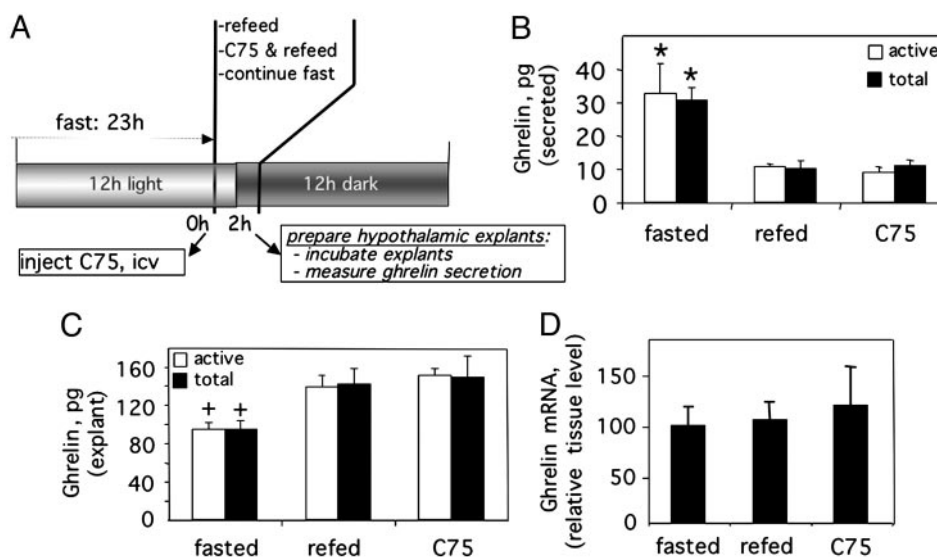 A
-refeed
-C75 & refeed
-continue fast
fast: 23h
12h light
12h dark
0h
2h
inject C75, icv
prepare hypothalamic explants:
- incubate explants
- measure ghrelin secretion
B
Ghrelin, pg
(secreted)
40
30
20
10
0
* *
active
total
fasted
refed
C75
C
Ghrelin, pg
(explant)
160
120
80
40
0
active
total
+ +
fasted
refed
C75
D
Ghrelin mRNA,
(relative tissue level)
150
100
50
0
fasted
refed
C75